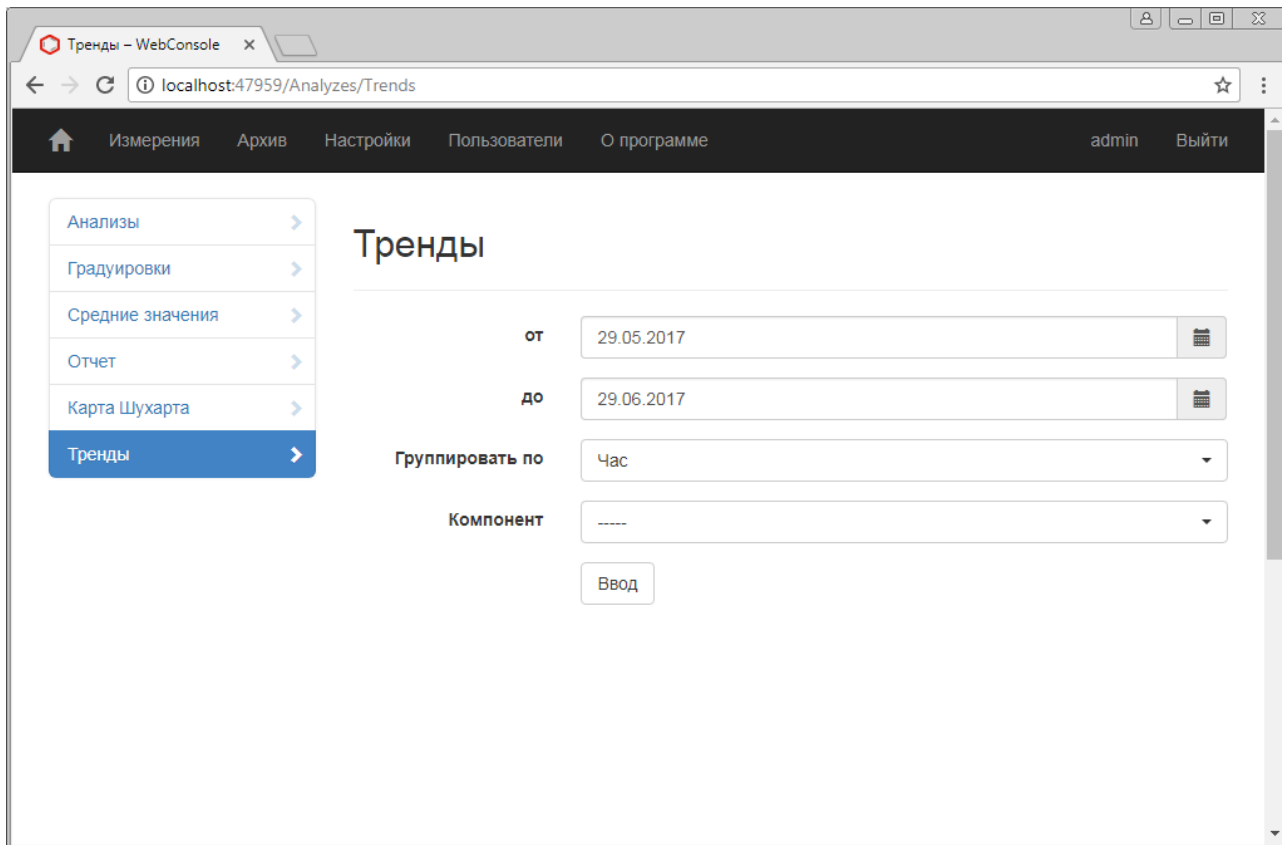 Тренды – WebConsole
localhost:47959/Analyzes/Trends
Измерения Архив Настройки Пользователи О программе admin Выйти
Анализы
Градуировки
Средние значения
Отчет
Карта Шухарта
Тренды
Тренды
от 29.05.2017
до 29.06.2017
Группировать по Час
Компонент -----
Ввод